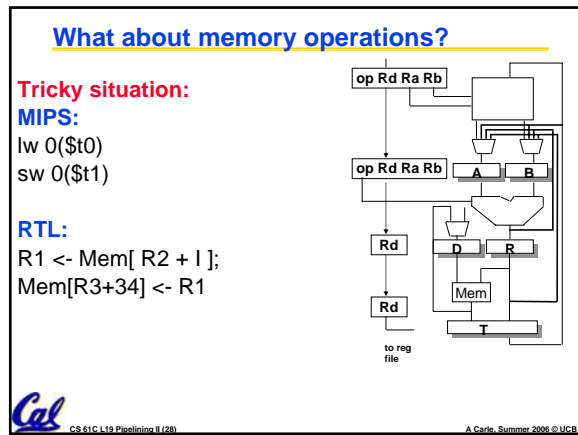 What about memory operations?
Tricky situation:
MIPS:
lw 0($t0)
sw 0($t1)
RTL:
R1 <- Mem[ R2 + I ];
Mem[R3+34] <- R1
op Rd Ra Rb
op Rd Ra Rb
A
B
Rd
D
R
Mem
Rd
T
to reg
file
Cal
CS 61C L19 Pipelining II (28)
A Carle, Summer 2006 © UCB